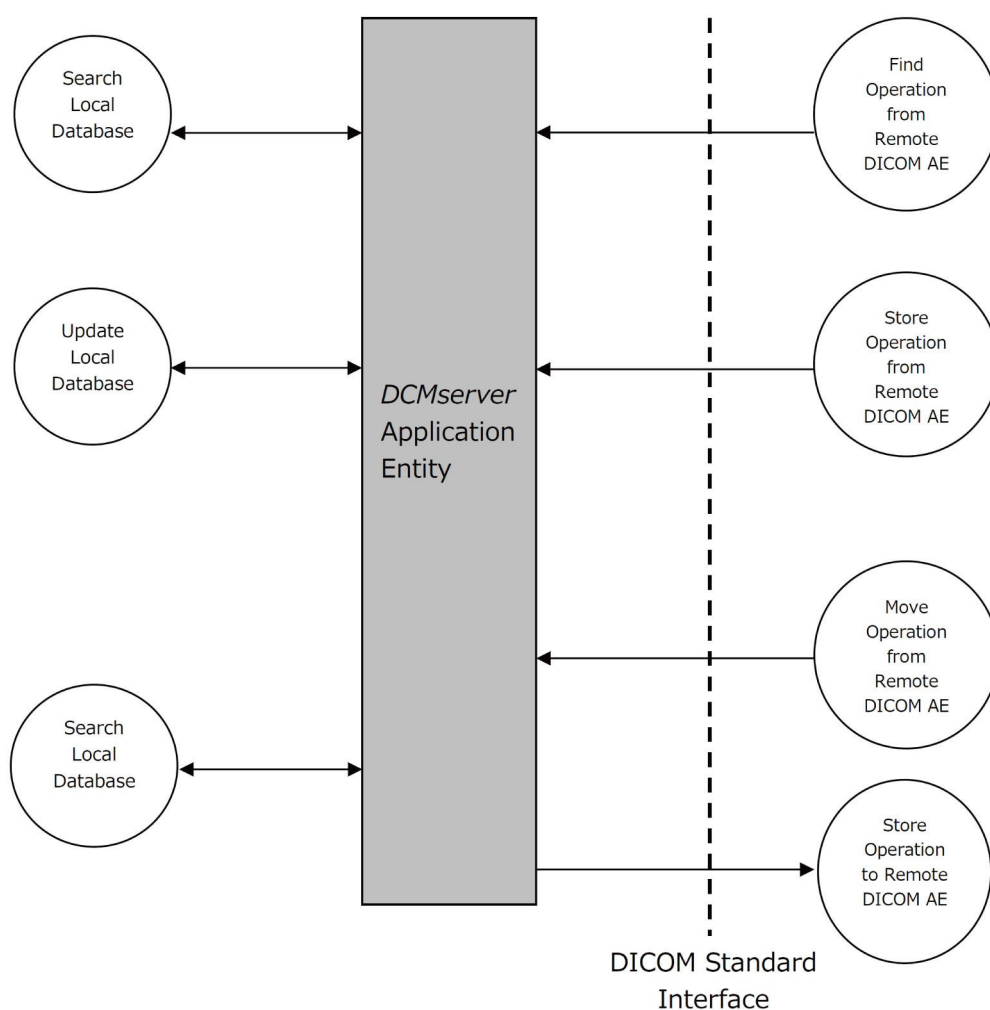 Search
Local
Database
Find
Operation
from
Remote
DICOM AE
Update
Local
Database
DCMserver
Application
Entity
Store
Operation
from
Remote
DICOM AE
Move
Operation
from
Remote
DICOM AE
Search
Local
Database
Store
Operation
to Remote
DICOM AE
DICOM Standard
Interface